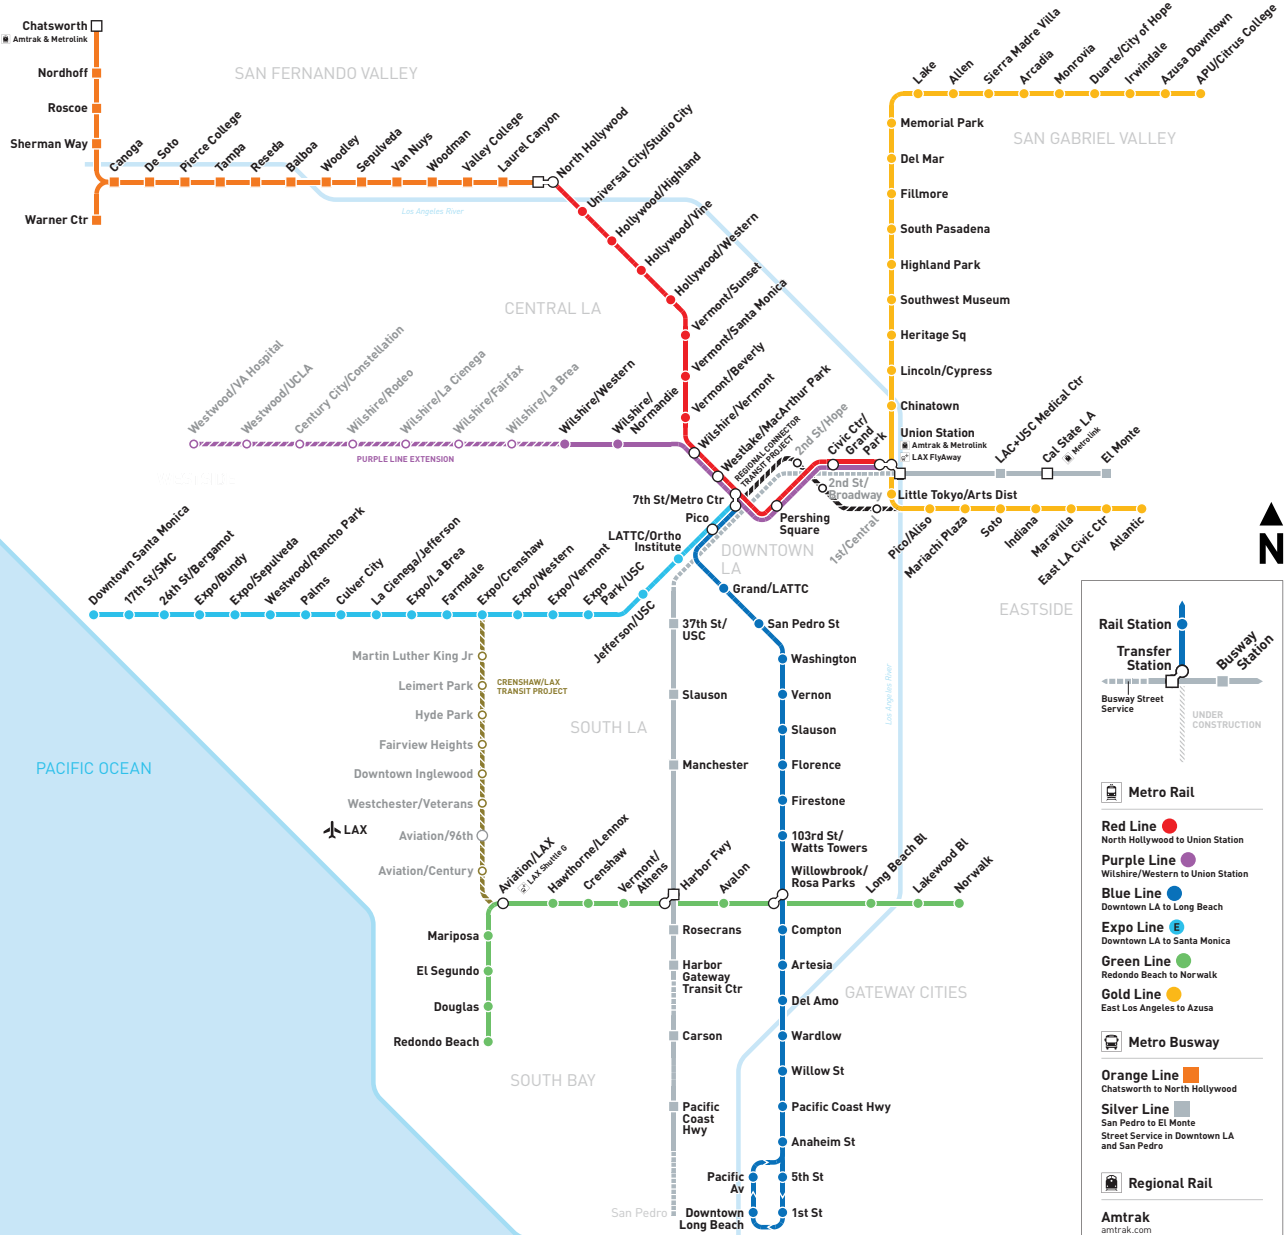 Chatsworth
Amtrak & Metrolink
Nordhoff
Roscoe
Sherman Way
Warner Ctr
SAN FERNANDO VALLEY
Canoga
De Soto
Pierce College
Tampa
Reseda
Balboa
Woodley
Sepulveda
Van Nuys
Woodman
Valley College
Laurel Canyon
North Hollywood
Los Angeles River
Universal City/Studio City
Hollywood/Highland
Hollywood/Vine
Hollywood/Western
Vermont/Sunset
Vermont/Santa Monica
Vermont/Beverly
Wilshire/Vermont
Westlake/MacArthur Park
CENTRAL LA
Lake
Allen
Sierra Madre Villa
Arcadia
Monrovia
Duarte/City of Hope
Irwindale
Azusa Downtown
APU/Citrus College
SAN GABRIEL VALLEY
Memorial Park
Del Mar
Fillmore
South Pasadena
Highland Park
Southwest Museum
Heritage Sq
Lincoln/Cypress
Chinatown
Union Station
Amtrak & Metrolink
LAX FlyAway
LAC+USC Medical Ctr
Cal State LA
Metrolink
El Monte
Westwood/VA Hospital
Westwood/UCLA
Century City/Constellation
Wilshire/Rodeo
Wilshire/La Cienega
Wilshire/Fairfax
Wilshire/La Brea
Wilshire/Western
Wilshire/
Normandie
PURPLE LINE EXTENSION
REGIONAL CONNECTOR
TRANSIT PROJECT
2nd St/Hope
Civic Ctr/
Grand
Park
2nd St/
Broadway
1st/Central
Little Tokyo/Arts Dist
Pico/Aliso
Mariachi Plaza
Soto
Indiana
Maravilla
East LA Civic Ctr
Atlantic
7th St/Metro Ctr
Pico
Pershing
Square
LATTC/Ortho
Institute
DOWNTOWN
LA
EASTSIDE
N
Downtown Santa Monica
17th St/SMC
26th St/Bergamot
Expo/Bundy
Expo/Sepulveda
Westwood/Rancho Park
Palms
Culver City
La Cienega/Jefferson
Expo/La Brea
Farmdale
Expo/Crenshaw
Expo/Western
Expo/Vermont
Expo
Park/USC
Jefferson/USC
Grand/LATTC
San Pedro St
Washington
Vernon
Slauson
Florence
Firestone
103rd St/
Watts Towers
Willowbrook/
Rosa Parks
37th St/
USC
Slauson
Manchester
SOUTH LA
Los Angeles River
Martin Luther King Jr
Leimert Park
Hyde Park
Fairview Heights
Downtown Inglewood
Westchester/Veterans
Aviation/96th
Aviation/Century
CRENSHAW/LAX
TRANSIT PROJECT
PACIFIC OCEAN
LAX
Aviation/LAX
LAX Shuttle G
Hawthorne/Lennox
Crenshaw
Vermont/
Athens
Harbor Fwy
Avalon
Long Beach Bl
Lakewood Bl
Norwalk
Mariposa
El Segundo
Douglas
Redondo Beach
Rosecrans
Harbor
Gateway
Transit Ctr
Carson
Pacific
Coast
Hwy
San Pedro
SOUTH BAY
GATEWAY CITIES
Compton
Artesia
Del Amo
Wardlow
Willow St
Pacific Coast Hwy
Anaheim St
Pacific
Av
5th St
Downtown
Long Beach
1st St
Rail Station
Transfer
Station
Busway
Station
Busway Street
Service
UNDER
CONSTRUCTION
Metro Rail
Red Line
North Hollywood to Union Station
Purple Line
Wilshire/Western to Union Station
Blue Line
Downtown LA to Long Beach
Expo Line E
Downtown LA to Santa Monica
Green Line
Redondo Beach to Norwalk
Gold Line
East Los Angeles to Azusa
Metro Busway
Orange Line
Chatsworth to North Hollywood
Silver Line
San Pedro to El Monte
Street Service in Downtown LA
and San Pedro
Regional Rail
Amtrak
amtrak.com